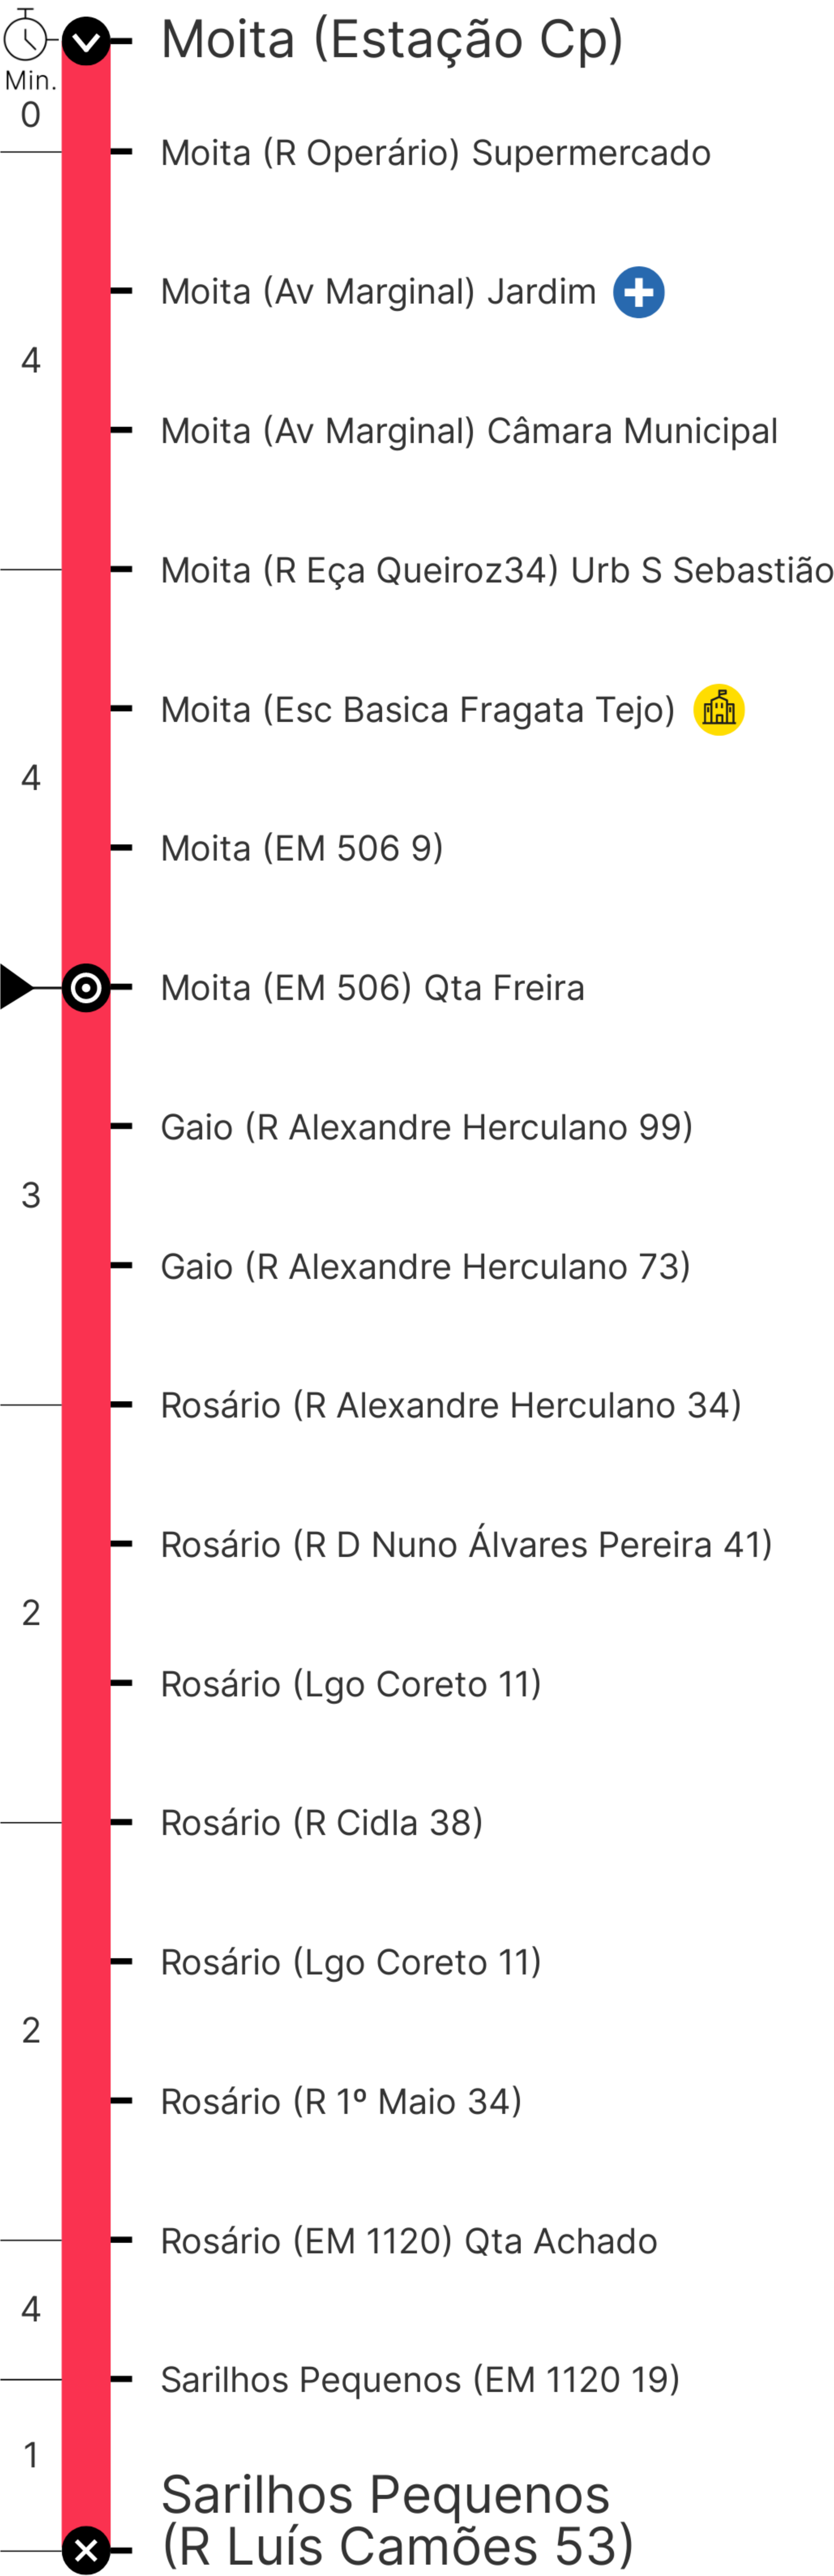 Moita (Estação Cp)
Min.
0
Moita (R Operário) Supermercado
Moita (Av Marginal) Jardim
4
Moita (Av Marginal) Câmara Municipal
Moita (R Eça Queiroz34) Urb S Sebastião
Moita (Esc Basica Fragata Tejo)
4
Moita (EM 506 9)
Moita (EM 506) Qta Freira
Gaio (R Alexandre Herculano 99)
3
Gaio (R Alexandre Herculano 73)
Rosário (R Alexandre Herculano 34)
Rosário (R D Nuno Álvares Pereira 41)
2
Rosário (Lgo Coreto 11)
Rosário (R Cidla 38)
Rosário (Lgo Coreto 11)
2
Rosário (R 1º Maio 34)
Rosário (EM 1120) Qta Achado
4
Sarilhos Pequenos (EM 1120 19)
1
Sarilhos Pequenos
(R Luís Camões 53)